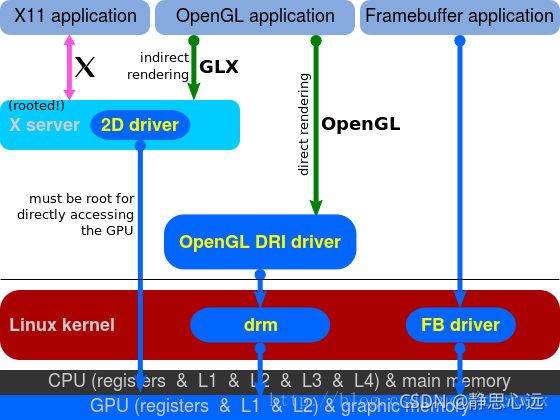 X11 application
OpenGL application
Framebuffer application
X
indirect
rendering
GLX
direct rendering
OpenGL
(rooted!)
X server
2D driver
must be root for
directly accessing
the GPU
OpenGL DRI driver
Linux kernel
drm
FB driver
CPU (registers & L1 & L2 & L3 & L4) & main memory
GPU (registers & L1 & L2) & graphic memory
CSDN @静思心远